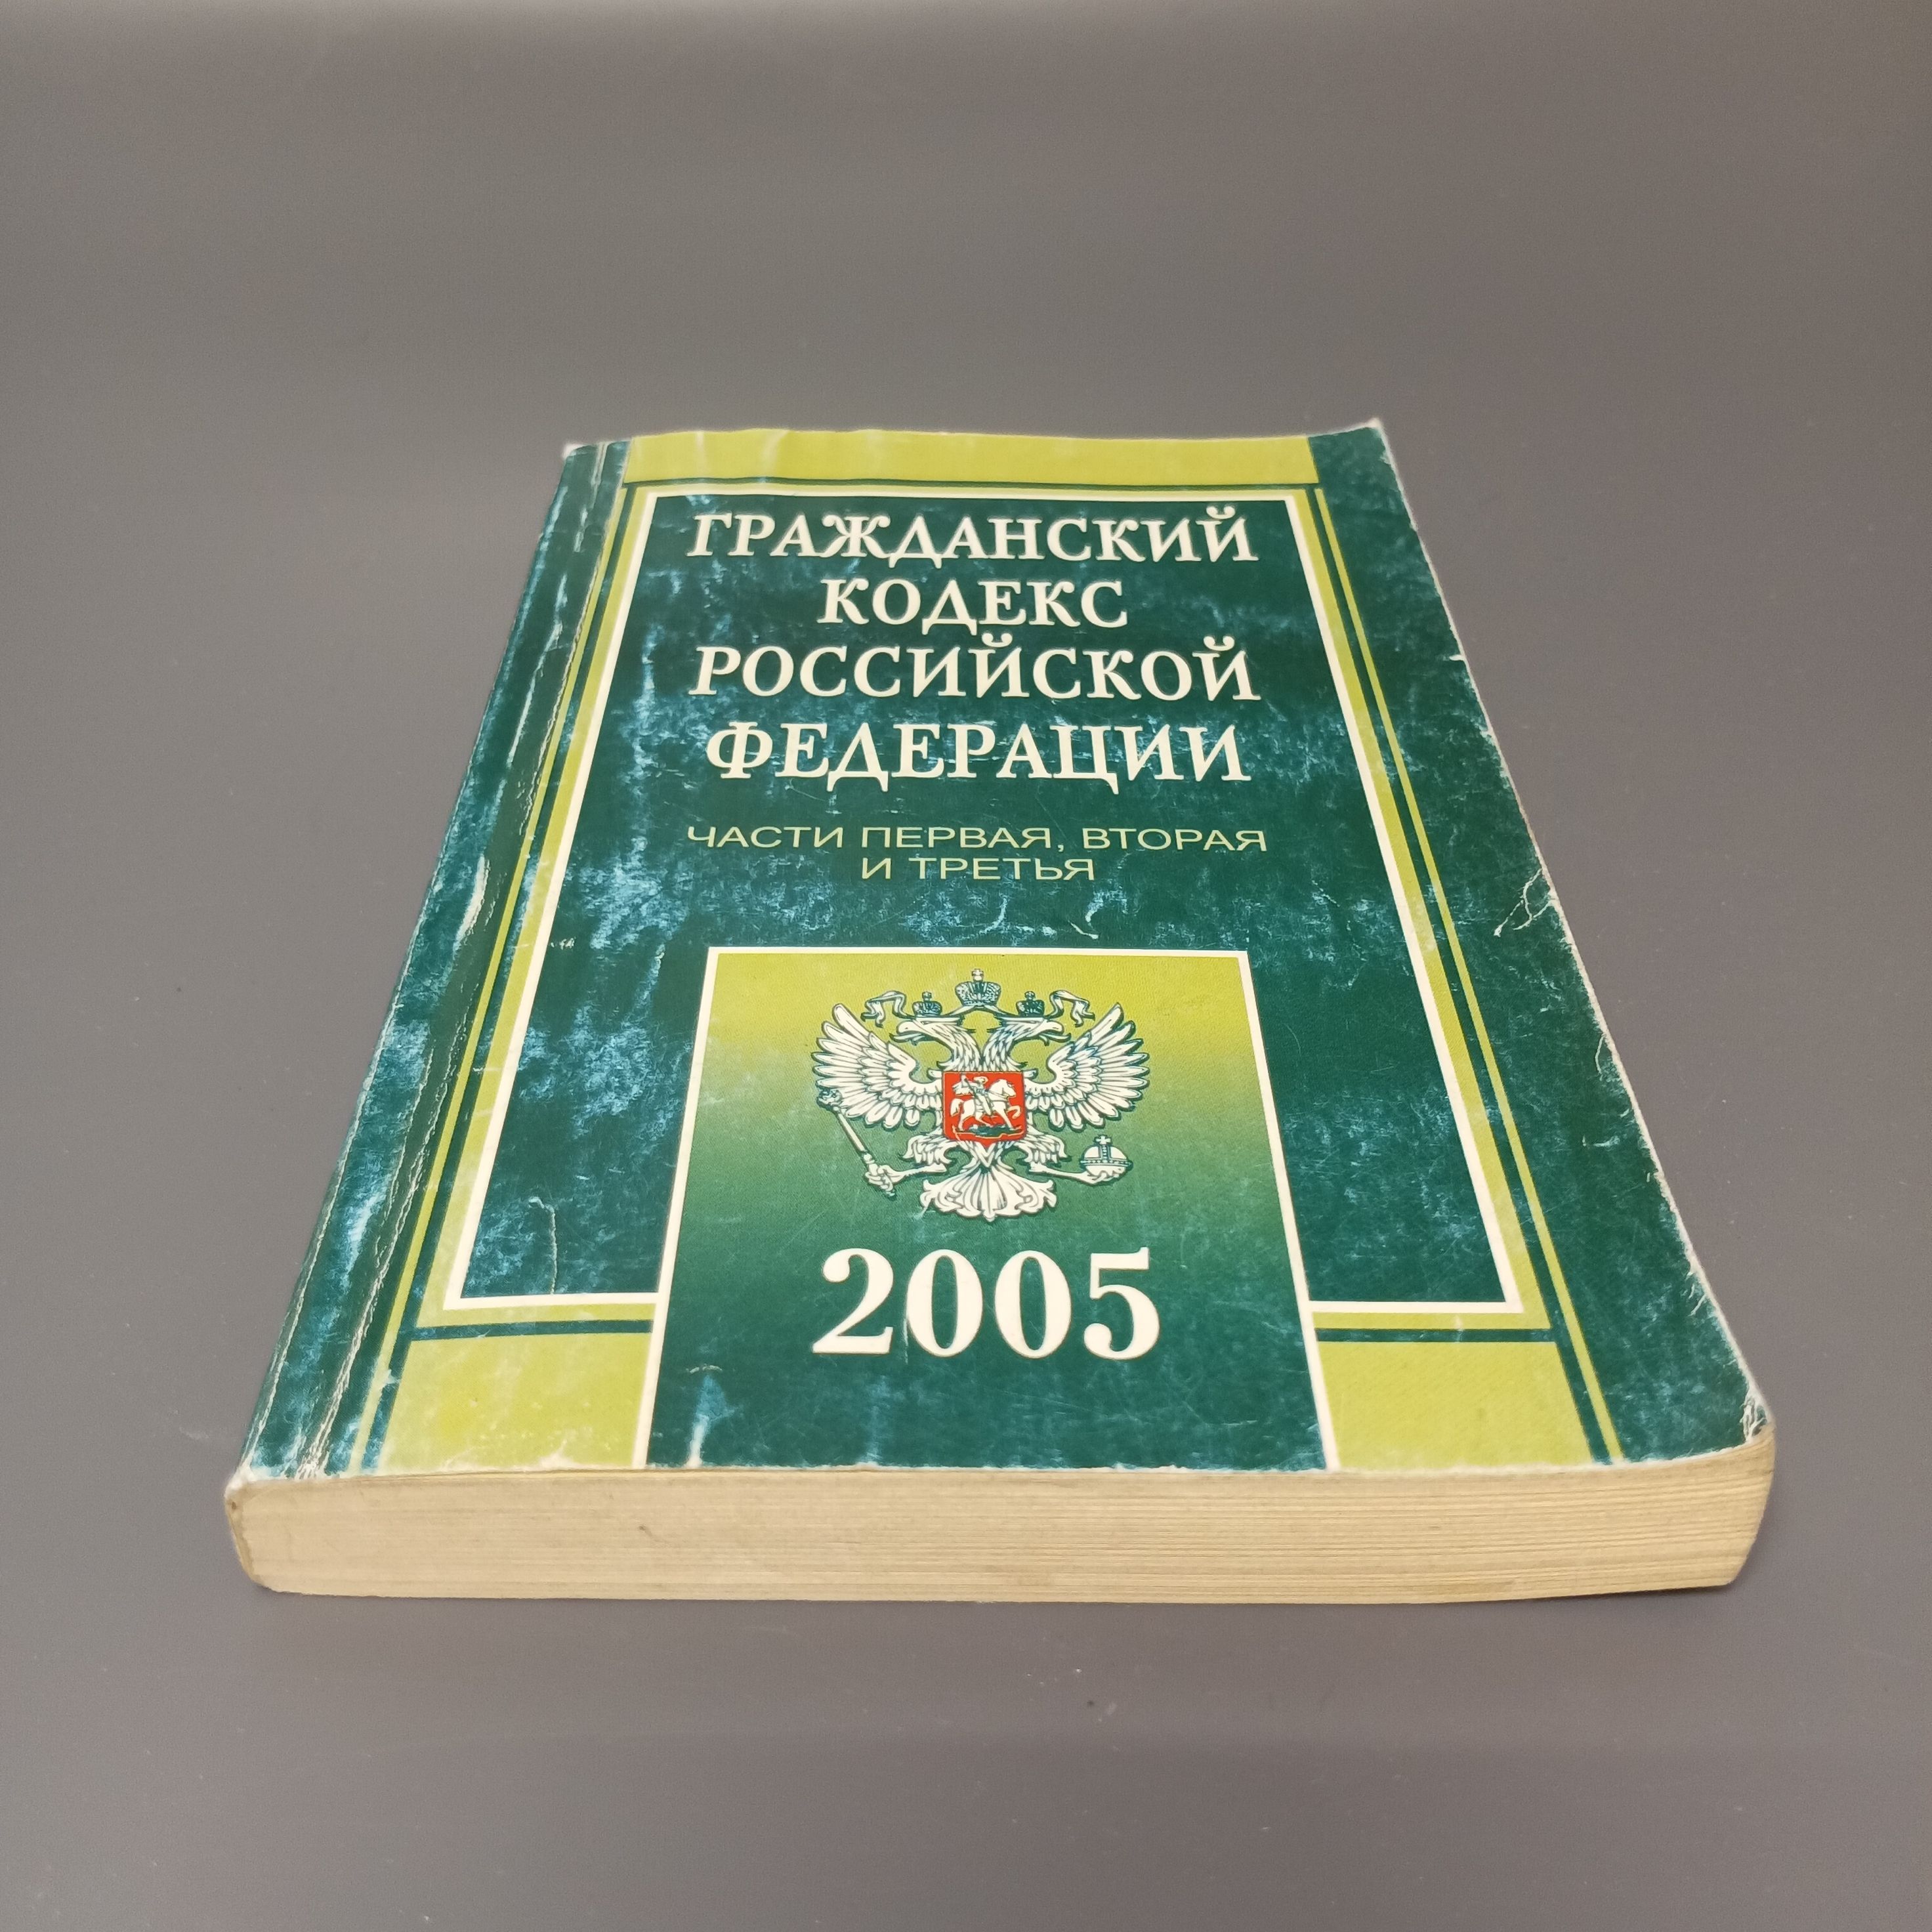 ГРАЖДАНСКИЙ
КОДЕКС
РОССИЙСКОЙ
ФЕДЕРАЦИИ
ЧАСТИ ПЕРВАЯ, ВТОРАЯ
И ТРЕТЬЯ
2005